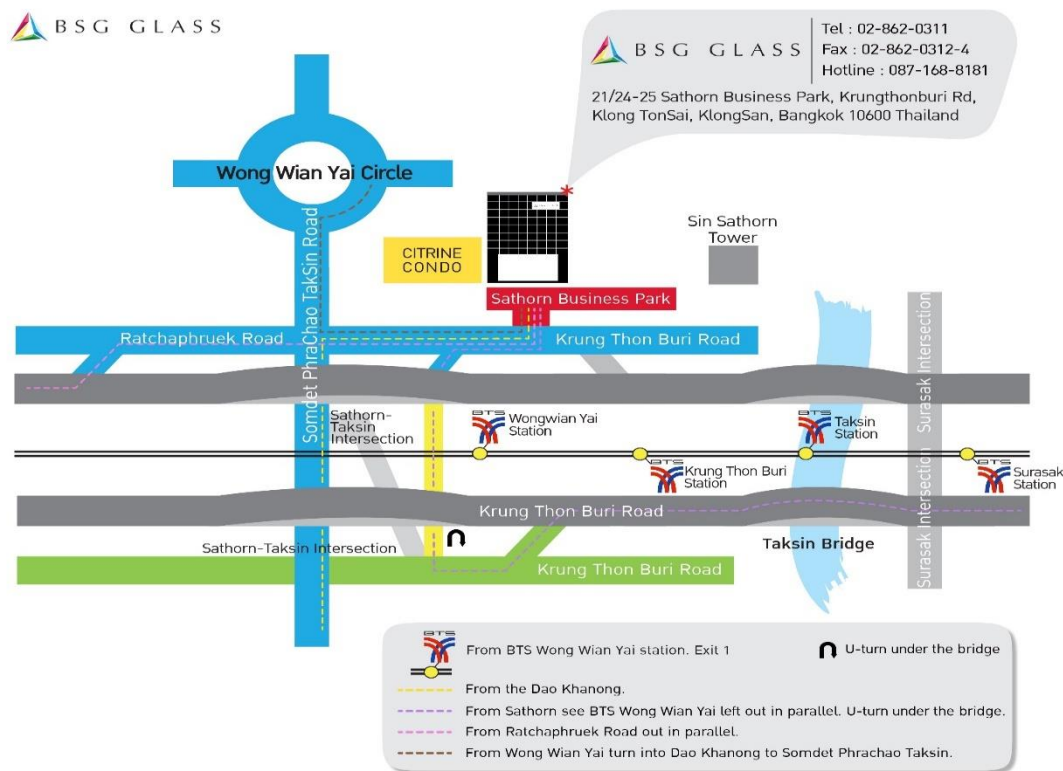 BSG GLASS
BSG GLASS
Tel : 02-862-0311
Fax : 02-862-0312-4
Hotline : 087-168-8181
21/24-25 Sathorn Business Park, Krungthonburi Rd,
Klong TonSai, KlongSan, Bangkok 10600 Thailand
Wong Wian Yai Circle
Somdet PhraChao TakSin Road
CITRINE
CONDO
Sin Sathorn
Tower
Sathorn Business Park
Ratchaphruek Road
Krung Thon Buri Road
Surasak Intersection
Sathorn-
Taksin
Intersection
BTS
Wongwian Yai
Station
BTS
Taksin
Station
BTS
Krung Thon Buri
Station
BTS
Surasak
Station
Krung Thon Buri Road
Surasak Intersection
Sathorn-Taksin Intersection
Taksin Bridge
Krung Thon Buri Road
BTS
From BTS Wong Wian Yai station. Exit 1
U-turn under the bridge
From the Dao Khanong.
From Sathorn see BTS Wong Wian Yai left out in parallel. U-turn under the bridge.
From Ratchaphruek Road out in parallel.
From Wong Wian Yai turn into Dao Khanong to Somdet Phrachao Taksin.